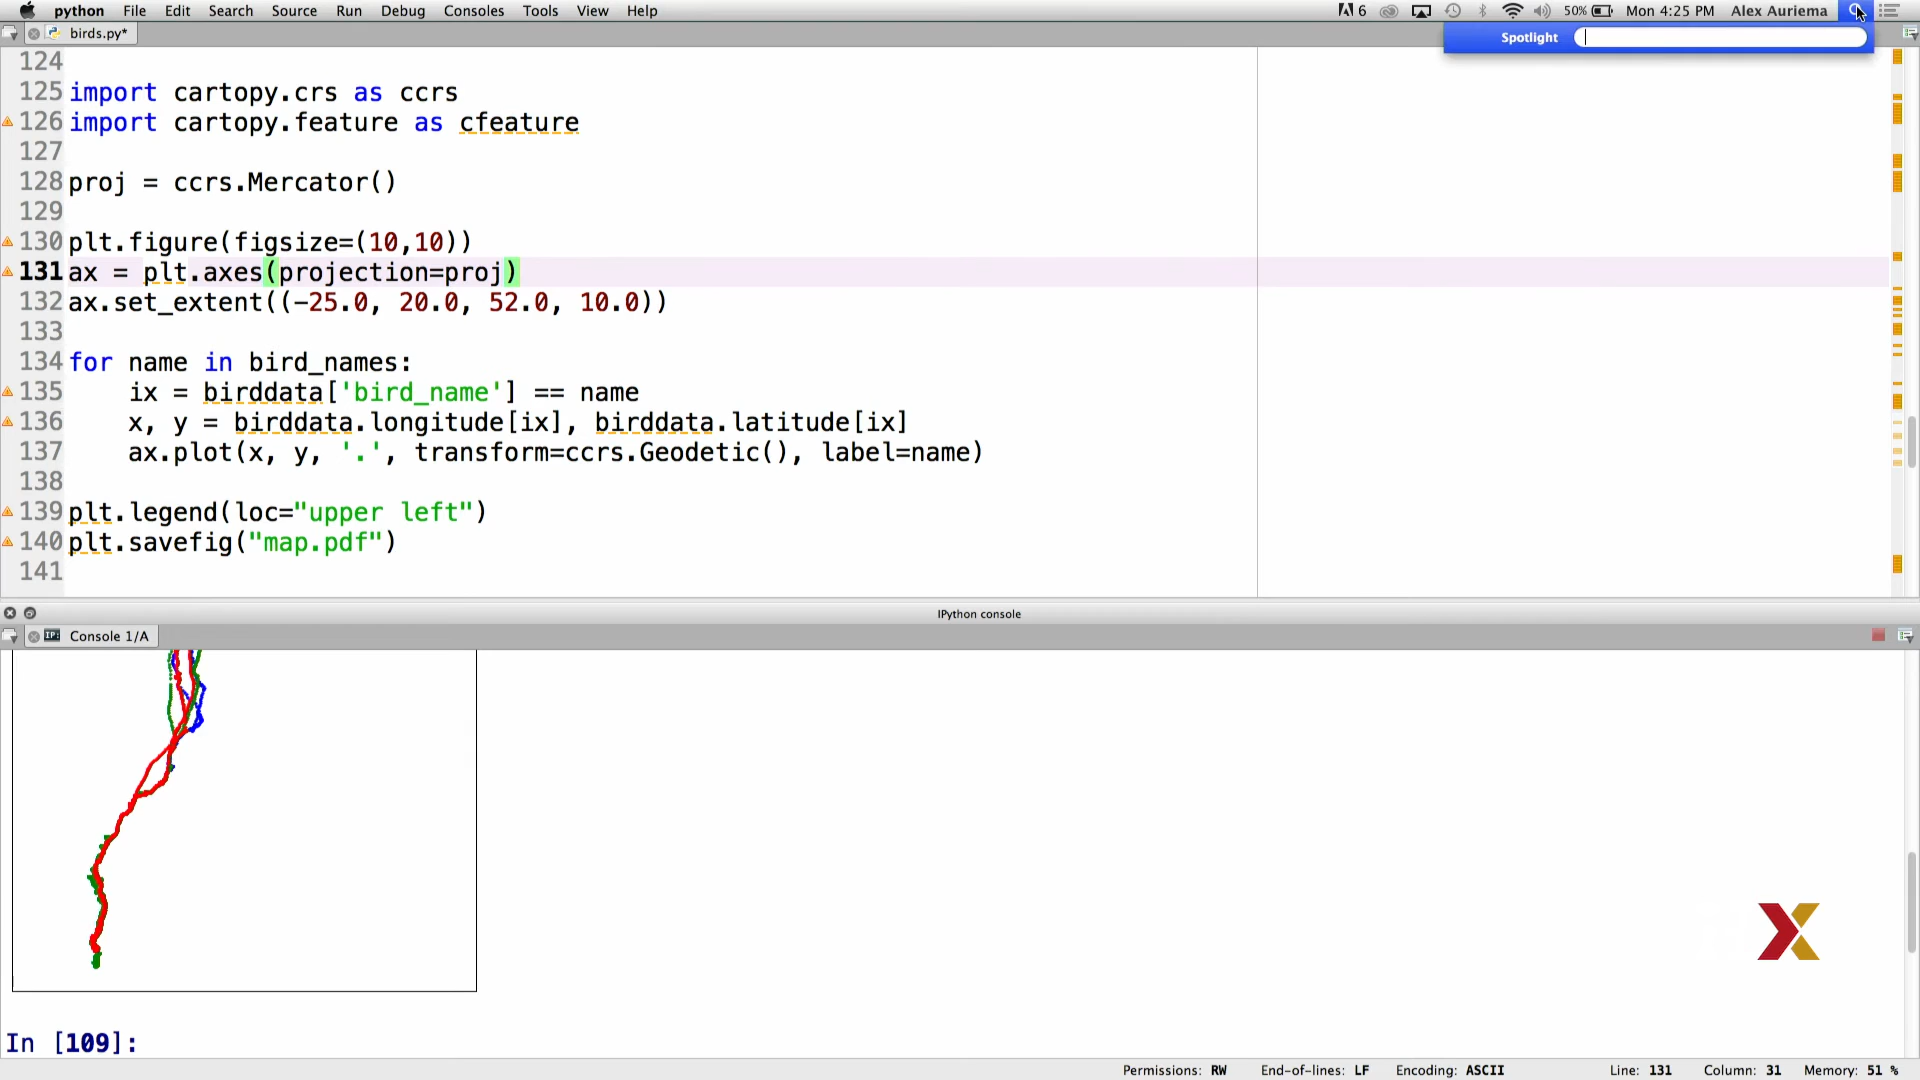 python File Edit Search Source Run Debug Consoles Tools View Help 6 50% Mon 4:25 PM Alex Auriema
birds.py*
Spotlight
124
125 import cartopy.crs as ccrs
126 import cartopy.feature as cfeature
127
128 proj = ccrs.Mercator()
129
130 plt.figure(figsize=(10,10))
131 ax = plt.axes(projection=proj)
132 ax.set_extent((-25.0, 20.0, 52.0, 10.0))
133
134 for name in bird_names:
135     ix = birddata['bird_name'] == name
136     x, y = birddata.longitude[ix], birddata.latitude[ix]
137     ax.plot(x, y, '.', transform=ccrs.Geodetic(), label=name)
138
139 plt.legend(loc="upper left")
140 plt.savefig("map.pdf")
141
IPython console
IP: Console 1/A
X
In [109]:
Permissions: RW End-of-lines: LF Encoding: ASCII Line: 131 Column: 31 Memory: 51 %